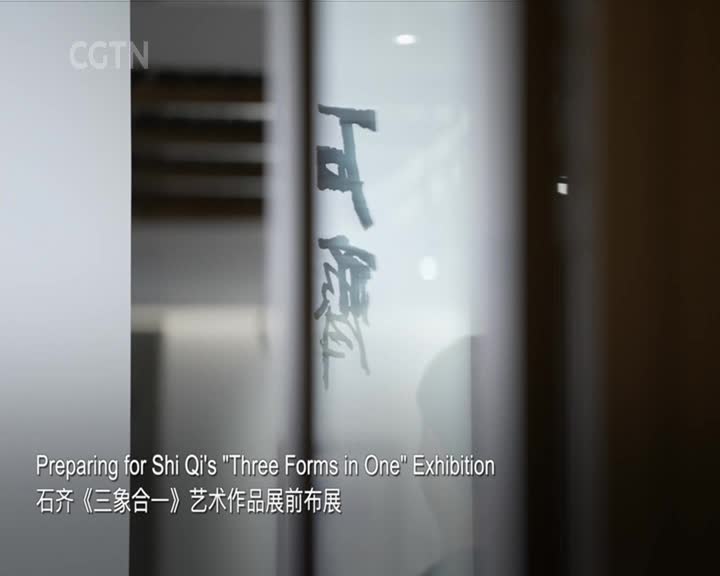 CGTN
石
齊
Preparing for Shi Qi's "Three Forms in One" Exhibition
石齐《三象合一》艺术作品展前布展